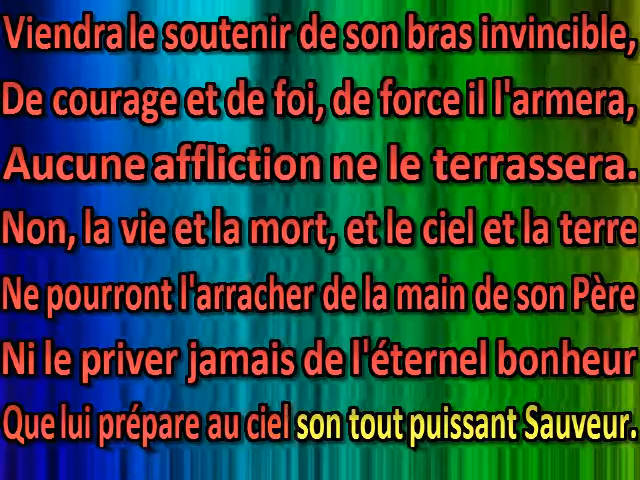 Viendra le soutenir de son bras invincible,
De courage et de foi, de force il l'armera,
Aucune affliction ne le terrassera.
Non, la vie et la mort, et le ciel et la terre
Ne pourront l'arracher de la main de son Père
Ni le priver jamais de l'éternel bonheur
Que lui prépare au ciel son tout puissant Sauveur.